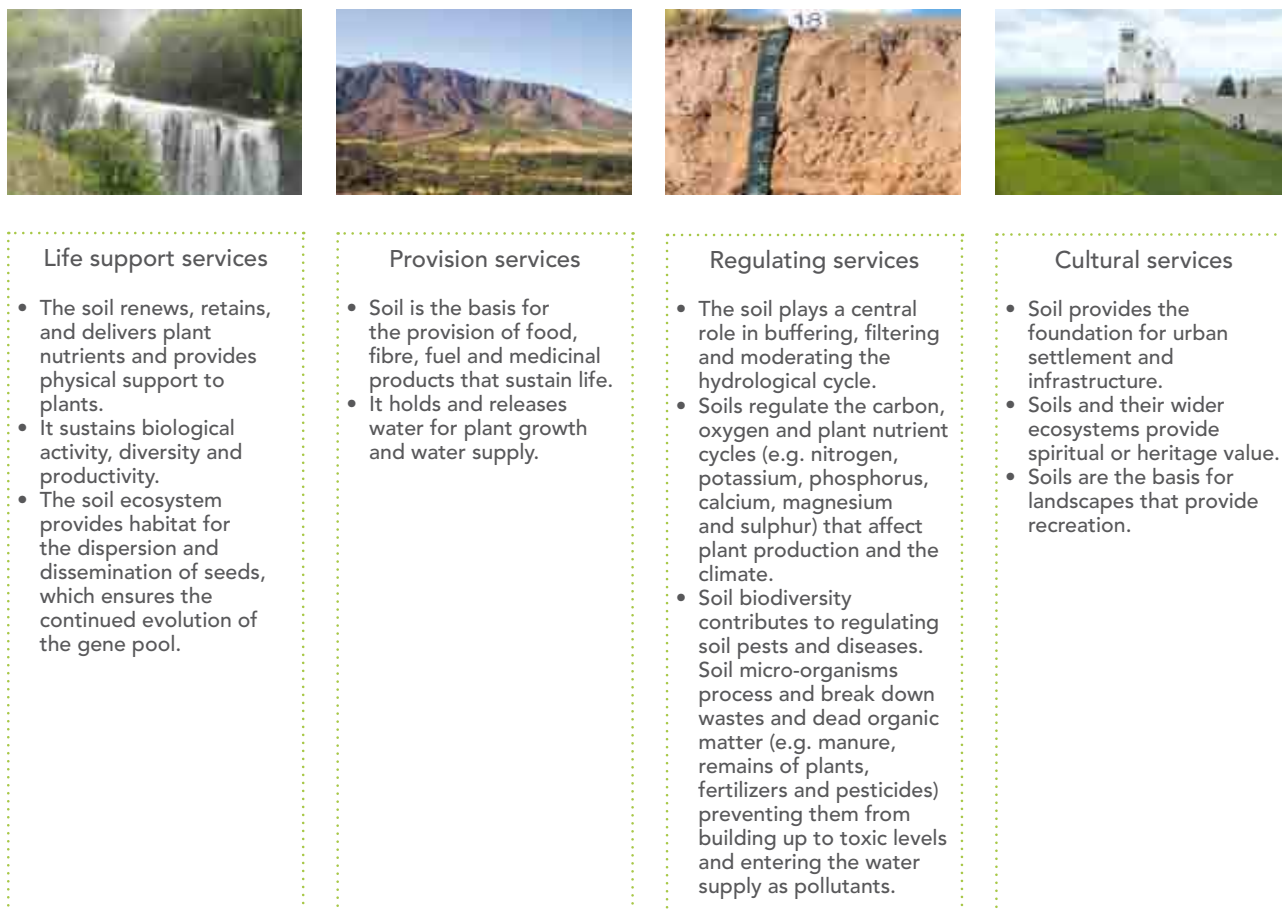 18
Life support services
• The soil renews, retains,
and delivers plant
nutrients and provides
physical support to
plants.
• It sustains biological
activity, diversity and
productivity.
• The soil ecosystem
provides habitat for
the dispersion and
dissemination of seeds,
which ensures the
continued evolution of
the gene pool.
Provision services
• Soil is the basis for
the provision of food,
fibre, fuel and medicinal
products that sustain life.
• It holds and releases
water for plant growth
and water supply.
Regulating services
• The soil plays a central
role in buffering, filtering
and moderating the
hydrological cycle.
• Soils regulate the carbon,
oxygen and plant nutrient
cycles (e.g. nitrogen,
potassium, phosphorus,
calcium, magnesium
and sulphur) that affect
plant production and the
climate.
• Soil biodiversity
contributes to regulating
soil pests and diseases.
Soil micro-organisms
process and break down
wastes and dead organic
matter (e.g. manure,
remains of plants,
fertilizers and pesticides)
preventing them from
building up to toxic levels
and entering the water
supply as pollutants.
Cultural services
• Soil provides the
foundation for urban
settlement and
infrastructure.
• Soils and their wider
ecosystems provide
spiritual or heritage value.
• Soils are the basis for
landscapes that provide
recreation.